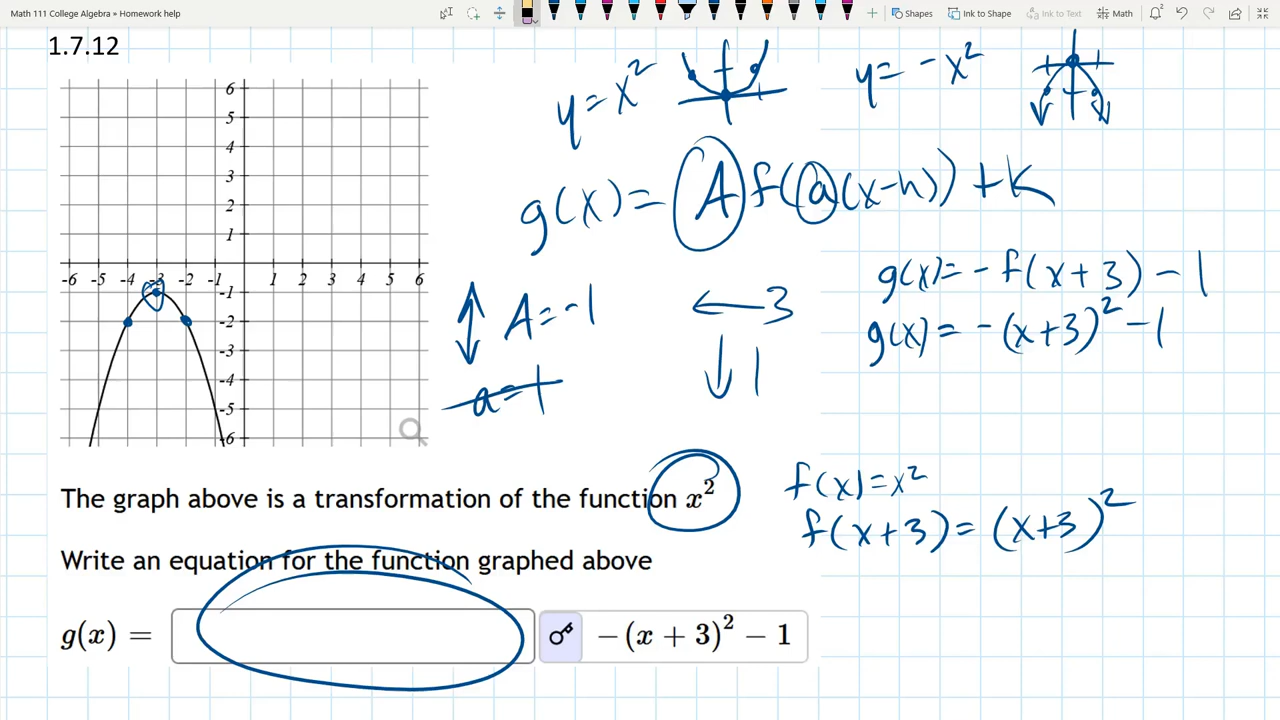 Math 111 College Algebra » Homework help
Shapes Ink to Shape Ink to Text Math
1.7.12
y = x²
y = -x²
g(x) = A f(a(x-h)) + k
6
5
4
3
2
1
-6 -5 -4 -3 -2 -1 1 2 3 4 5 6
-1
-2
-3
-4
-5
-6
A = -1
a = 1
← 3
↓ 1
g(x) = - f(x+3) - 1
g(x) = - (x+3)² - 1
The graph above is a transformation of the function x²
f(x) = x²
f(x+3) = (x+3)²
Write an equation for the function graphed above
g(x) = -(x + 3)² - 1